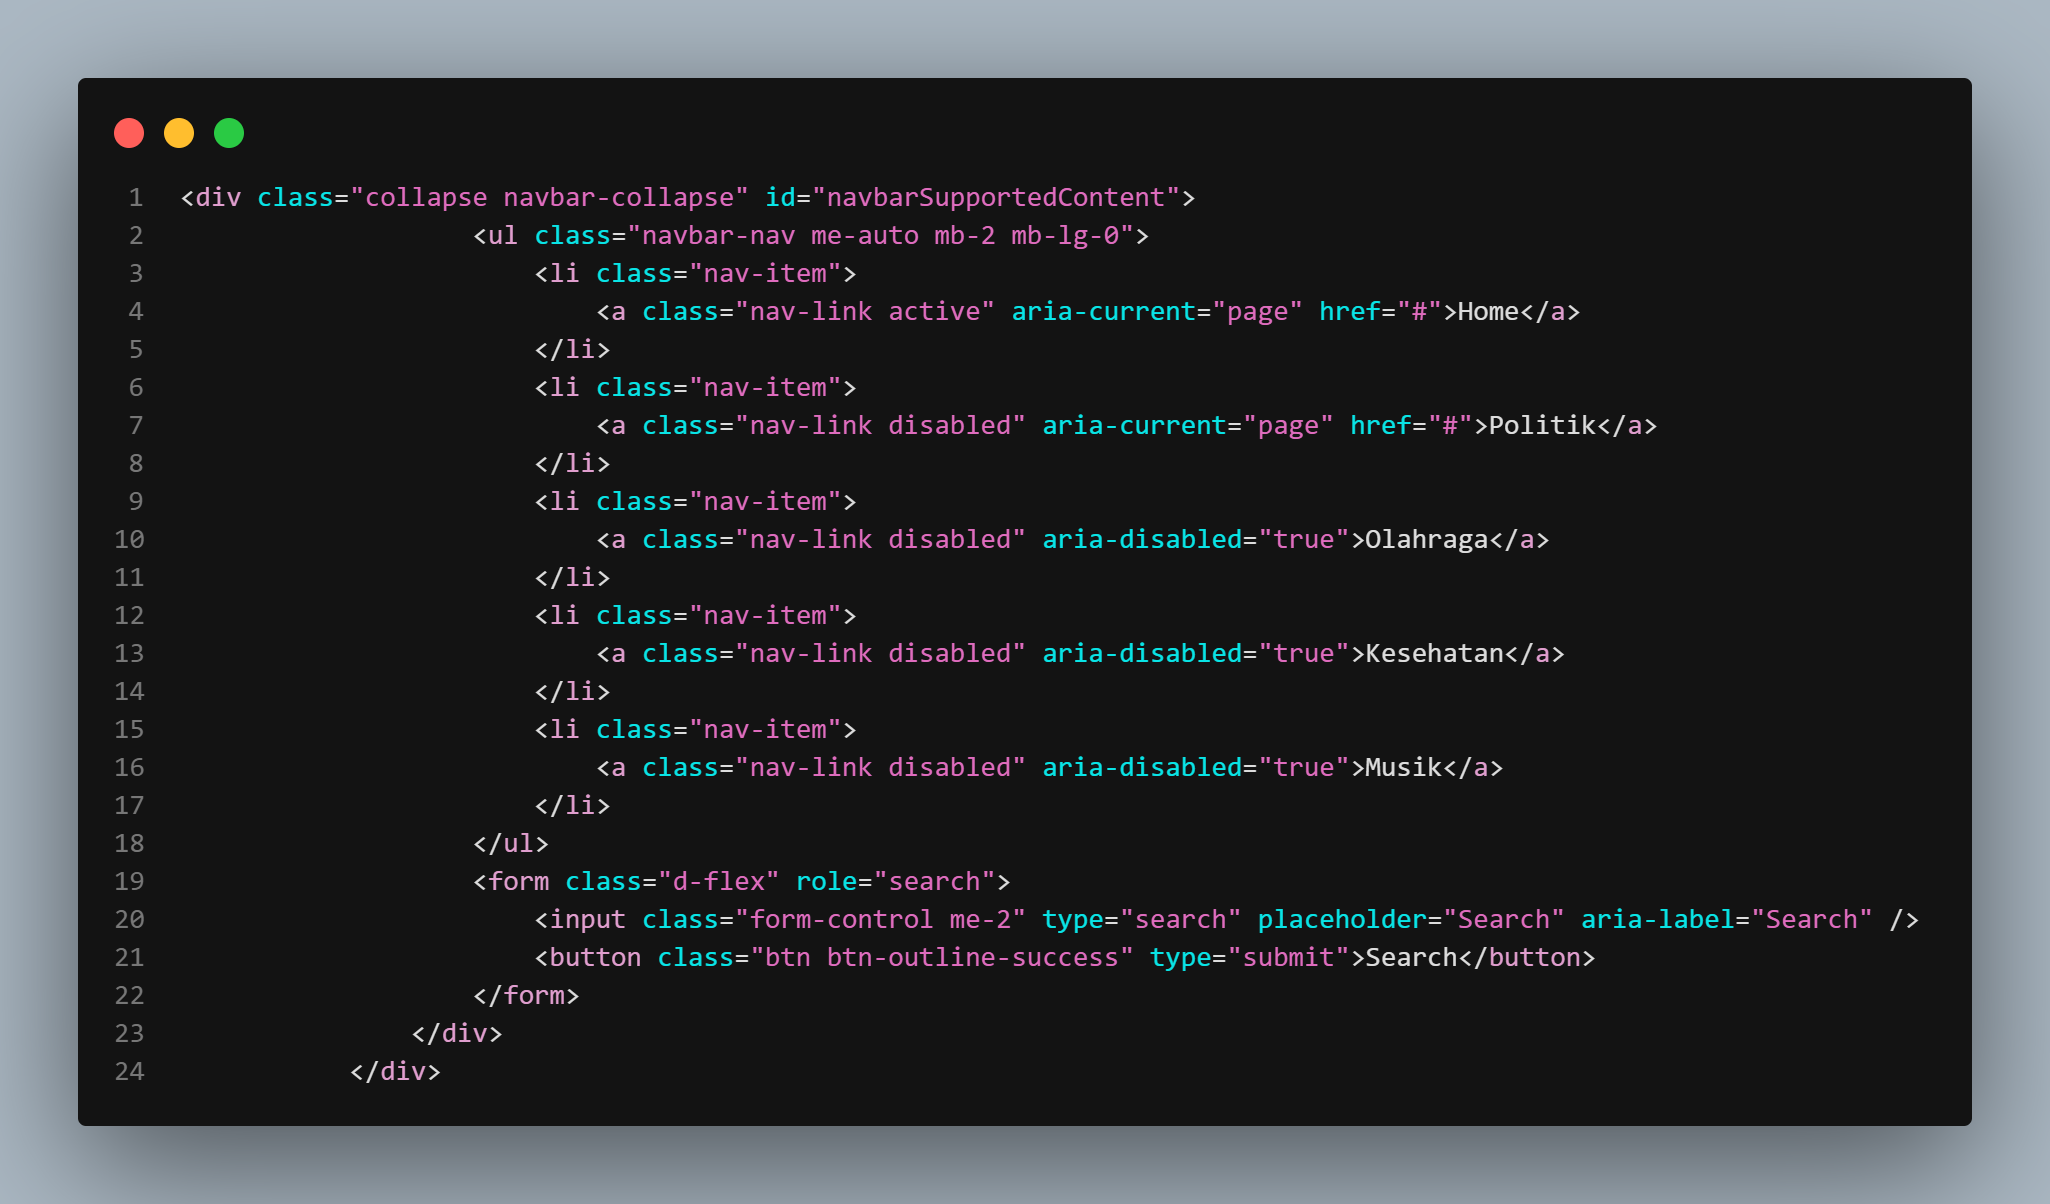 1 <div class="collapse navbar-collapse" id="navbarSupportedContent">
2 <ul class="navbar-nav me-auto mb-2 mb-lg-0">
3 <li class="nav-item">
4 <a class="nav-link active" aria-current="page" href="#">Home</a>
5 </li>
6 <li class="nav-item">
7 <a class="nav-link disabled" aria-current="page" href="#">Politik</a>
8 </li>
9 <li class="nav-item">
10 <a class="nav-link disabled" aria-disabled="true">Olahraga</a>
11 </li>
12 <li class="nav-item">
13 <a class="nav-link disabled" aria-disabled="true">Kesehatan</a>
14 </li>
15 <li class="nav-item">
16 <a class="nav-link disabled" aria-disabled="true">Musik</a>
17 </li>
18 </ul>
19 <form class="d-flex" role="search">
20 <input class="form-control me-2" type="search" placeholder="Search" aria-label="Search" />
21 <button class="btn btn-outline-success" type="submit">Search</button>
22 </form>
23 </div>
24 </div>